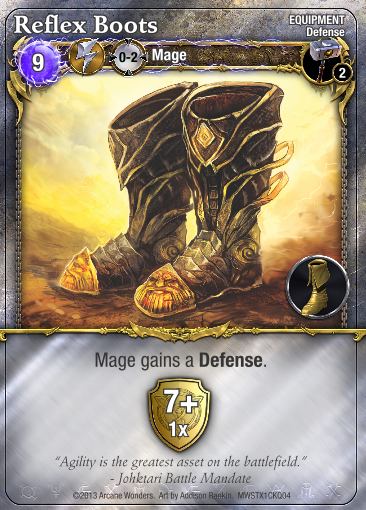 Reflex Boots
EQUIPMENT
Defense
9
0-2
Mage
2
Mage gains a Defense.
7+
1x
"Agility is the greatest asset on the battlefield."
- Johktari Battle Mandate
©2013 Arcane Wonders. Art by Addison Rankin. MWSTX1CKQ04